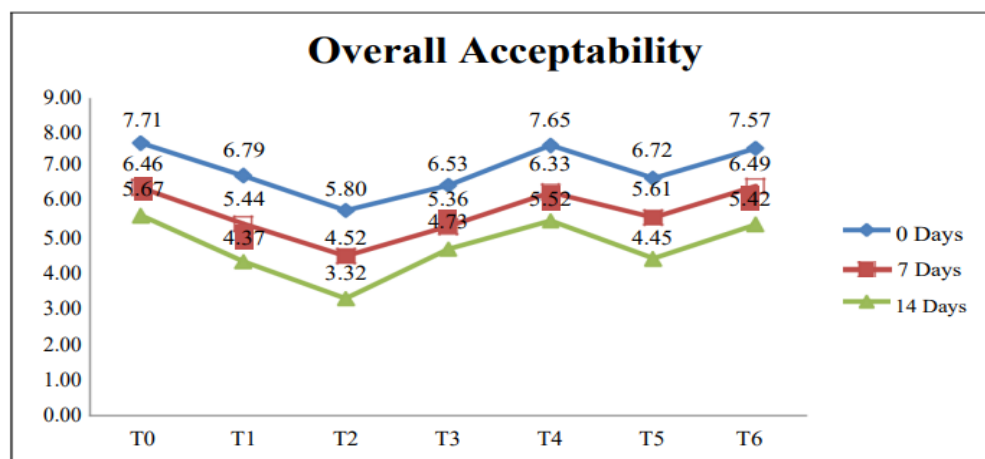 Overall Acceptability
9.00
8.00
7.00
6.00
5.00
4.00
3.00
2.00
1.00
0.00
7.71 6.79 5.80 6.53 7.65 6.72 7.57
6.46 5.44 4.52 5.36 6.33 5.61 6.49
5.67 4.37 3.32 4.73 5.52 4.45 5.42
T0 T1 T2 T3 T4 T5 T6
0 Days
7 Days
14 Days